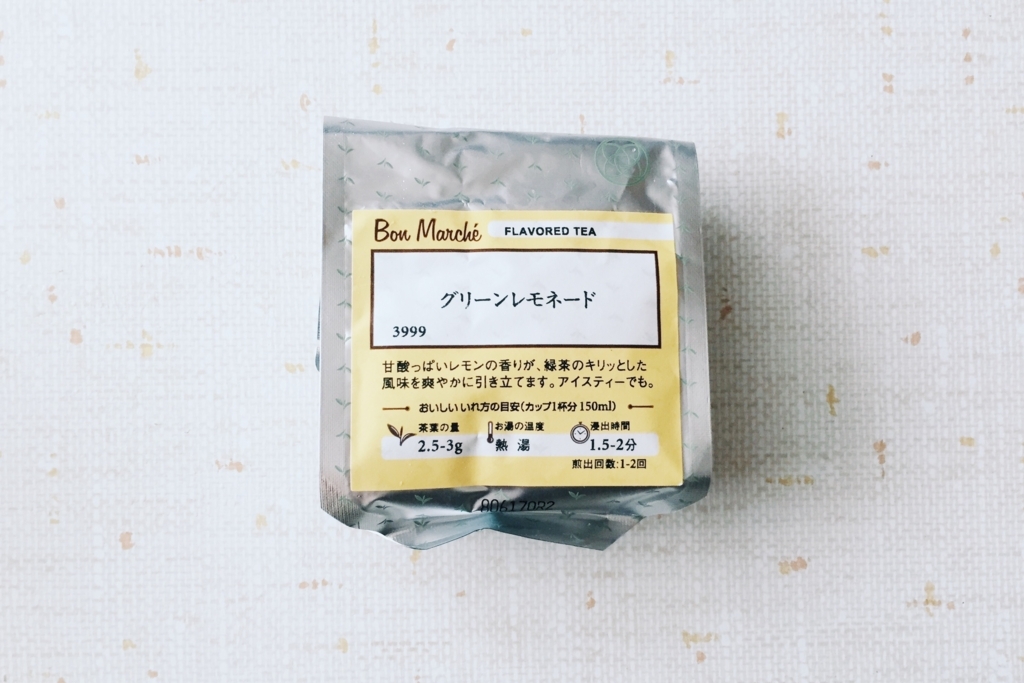 Bon Marché FLAVORED TEA
グリーンレモネード
3999
甘酸っぱいレモンの香りが、緑茶のキリッとした
風味を爽やかに引き立てます。アイスティーでも。
おいしいいれ方の目安(カップ1杯分150ml)
茶葉の量 お湯の温度 浸出時間
2.5-3g 熱湯 1.5-2分
煎出回数:1-2回